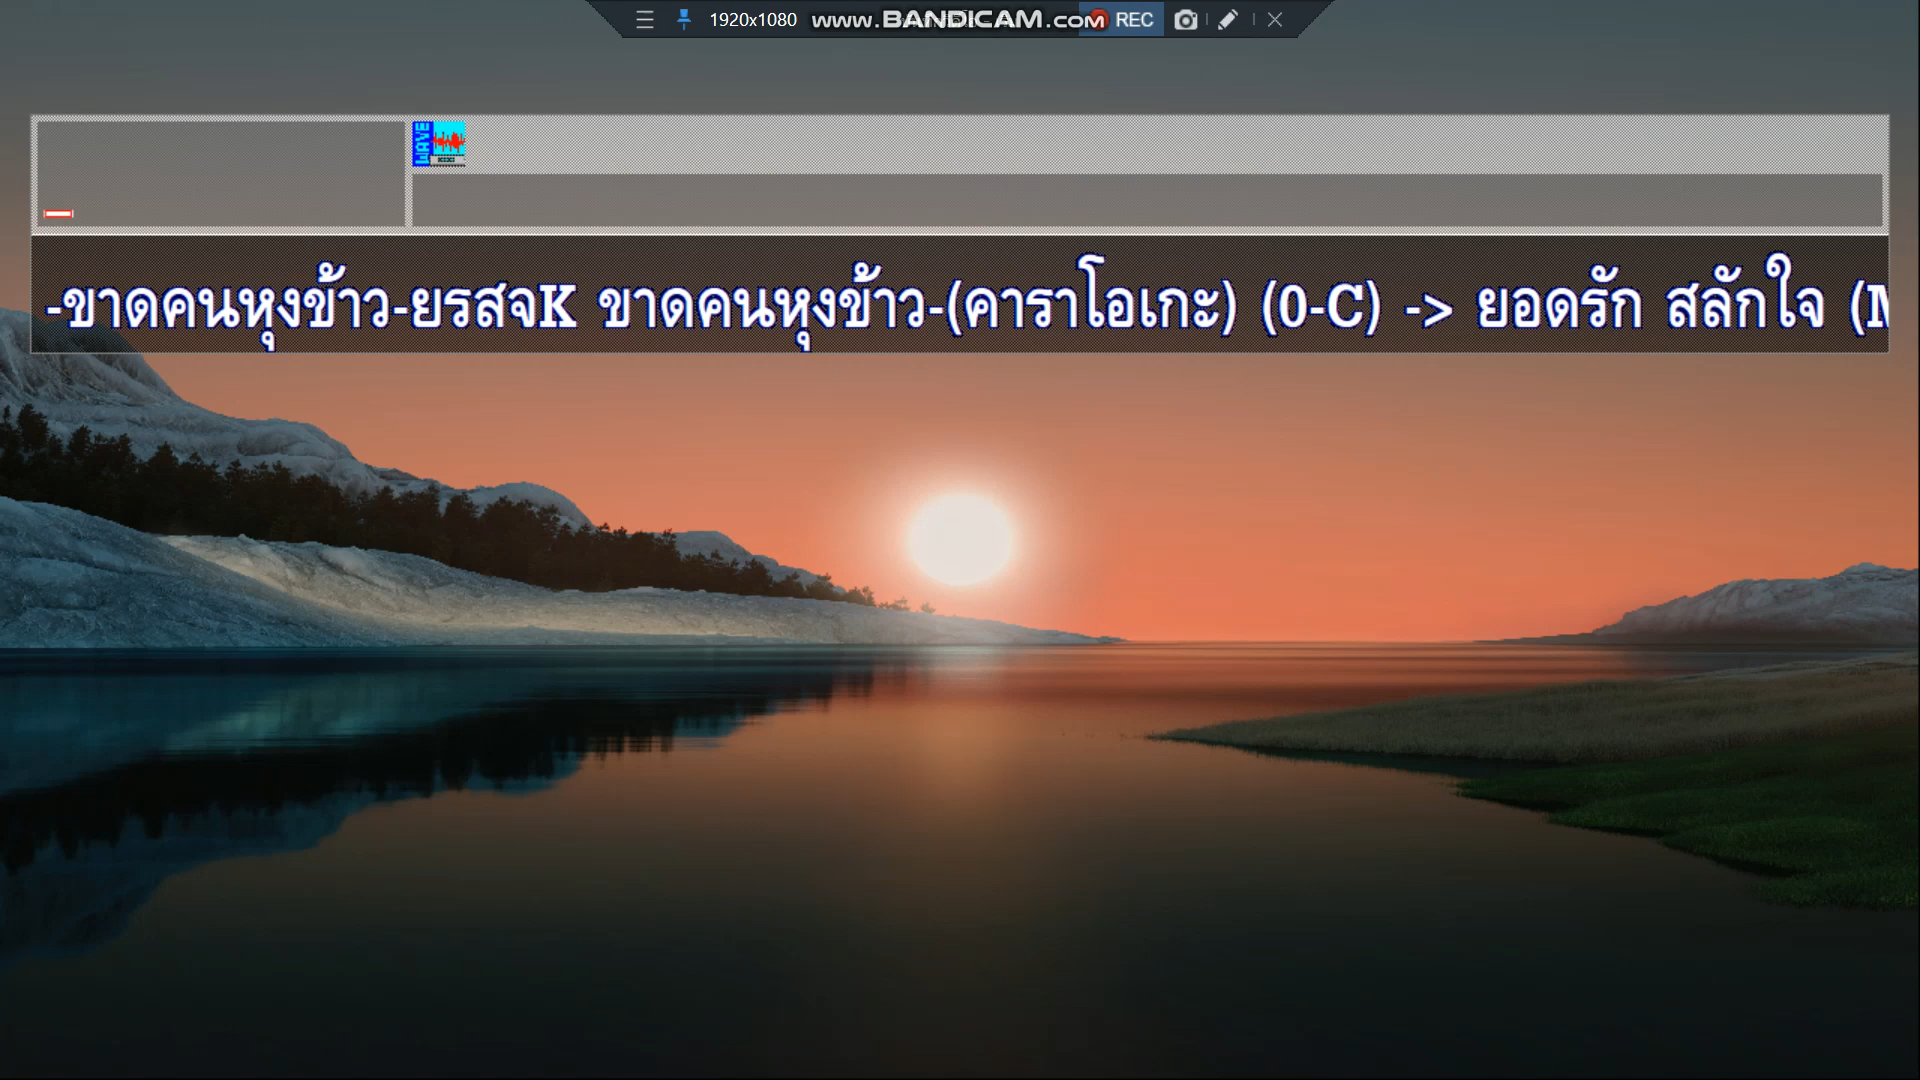 1920x1080 www.BANDICAM.com REC
WAVE
-ขาดคนหุงข้าว-ยรสจK ขาดคนหุงข้าว-(คาราโอเกะ) (0-C) -> ยอดรัก สลักใจ (M